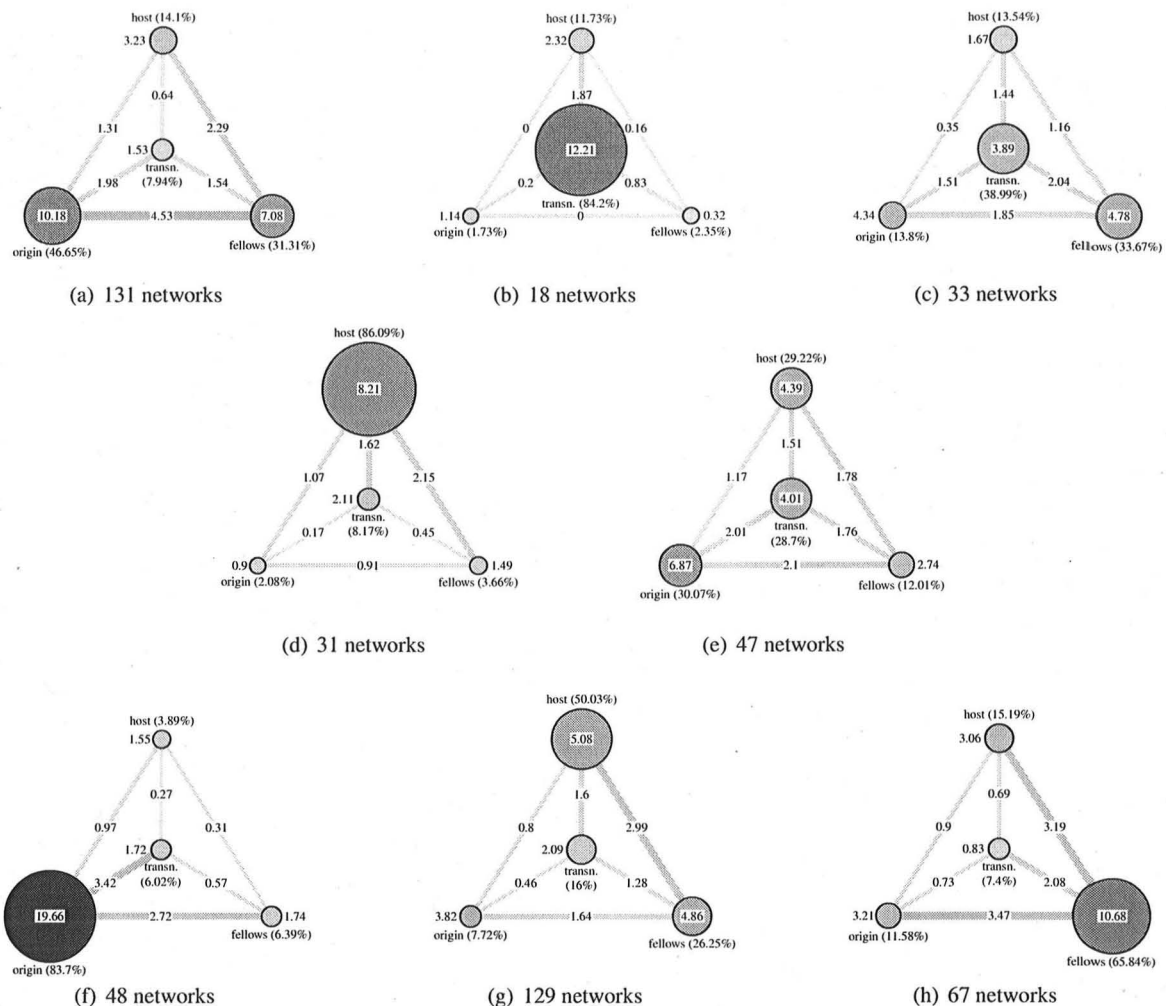 host (14.1%)
3.23
0.64
1.31
2.29
1.53
transn.
(7.94%)
1.98
1.54
10.18
4.53
7.08
origin (46.65%)
fellows (31.31%)
(a) 131 networks
host (11.73%)
2.32
1.87
0
0.16
12.21
0.2
0.83
transn. (84.2%)
1.14
0
0.32
origin (1.73%)
fellows (2.35%)
(b) 18 networks
host (13.54%)
1.67
1.44
0.35
1.16
3.89
transn.
(38.99%)
1.51
2.04
4.34
1.85
4.78
origin (13.8%)
fellows (33.67%)
(c) 33 networks
host (86.09%)
8.21
1.62
1.07
2.15
2.11
transn.
(8.17%)
0.17
0.45
0.9
0.91
1.49
origin (2.08%)
fellows (3.66%)
(d) 31 networks
host (29.22%)
4.39
1.51
1.17
1.78
4.01
transn.
(28.7%)
2.01
1.76
6.87
2.1
2.74
origin (30.07%)
fellows (12.01%)
(e) 47 networks
host (3.89%)
1.55
0.27
0.97
0.31
1.72
transn.
(6.02%)
3.42
0.57
19.66
2.72
1.74
origin (83.7%)
fellows (6.39%)
(f) 48 networks
host (50.03%)
5.08
1.6
0.8
2.99
2.09
transn.
(16%)
0.46
1.28
3.82
1.64
4.86
origin (7.72%)
fellows (26.25%)
(g) 129 networks
host (15.19%)
3.06
0.69
0.9
3.19
0.83
transn.
(7.4%)
0.73
2.08
3.21
3.47
10.68
origin (11.58%)
fellows (65.84%)
(h) 67 networks